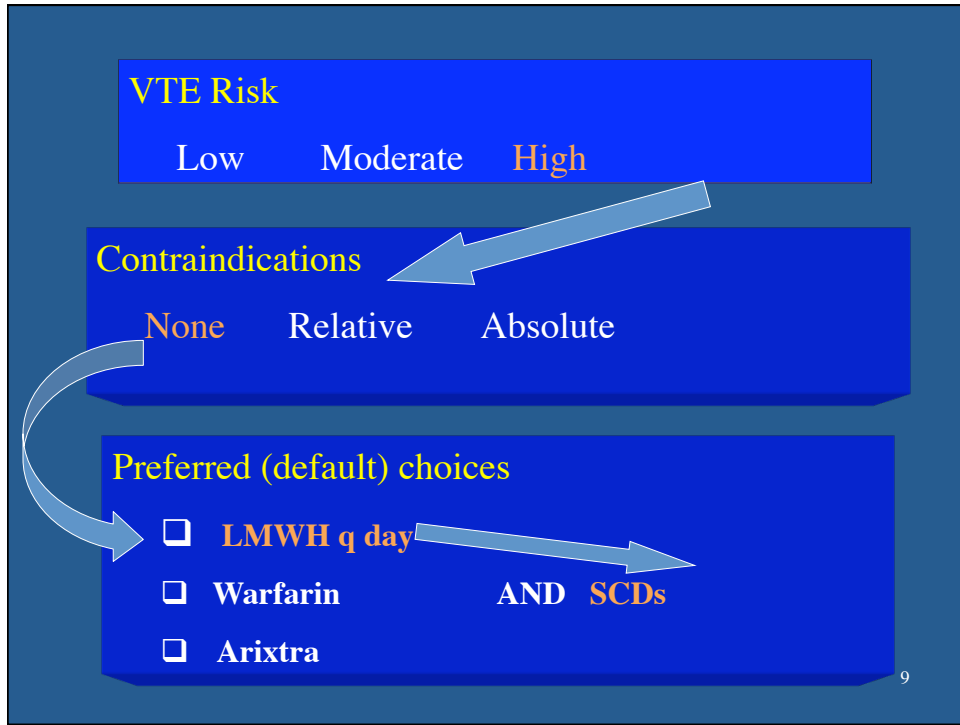 VTE Risk
Low Moderate High
Contraindications
None Relative Absolute
Preferred (default) choices
❑ LMWH q day
❑ Warfarin AND SCDs
❑ Arixtra
9